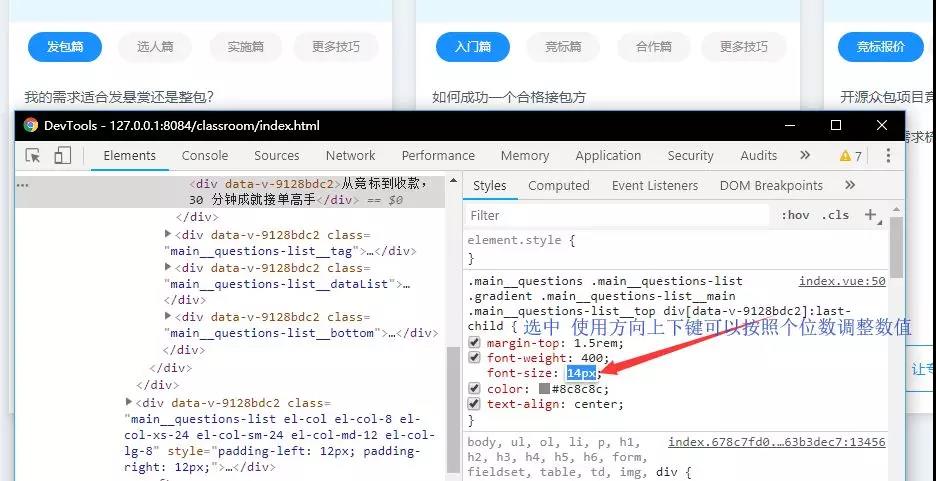 发包篇 选人篇 实施篇 更多技巧 入门篇 竞标篇 合作篇 更多技巧 竞标报价
我的需求适合发悬赏还是整包? 如何成功一个合格接包方 开源众包项目竞
DevTools - 127.0.0.1:8084/classroom/index.html
需求梳
Elements Console Sources Network Performance Memory Application Security Audits » 7
Styles Computed Event Listeners DOM Breakpoints »
Filter :hov .cls +
… <div data-v-9128bdc2>从竞标到收款，
30 分钟成就接单高手</div> == $0
</div>
<div data-v-9128bdc2 class=
"main__questions-list__tag">…</div>
<div data-v-9128bdc2 class=
"main__questions-list__dataList">…
</div>
<div data-v-9128bdc2 class=
"main__questions-list__bottom">…</div>
</div>
</div>
</div>
<div data-v-9128bdc2 class=
"main__questions-list el-col el-col-8 el-
col-xs-24 el-col-sm-24 el-col-md-12 el-col-
lg-8" style="padding-left: 12px; padding-
right: 12px;">…</div>
element.style {
}
.main__questions .main__questions-list index.vue:50
.gradient .main__questions-list__main
.main__questions-list__top div[data-v-9128bdc2]:last-
child {
选中 使用方向上下键可以按照个位数调整数值
margin-top: 1.5rem;
font-weight: 400;
font-size: 14px;
color: #8c8c8c;
text-align: center;
}
让专
body, ul, ol, li, p, h1, index.678c7fd0…63b3dec7:13456
h2, h3, h4, h5, h6, form,
fieldset, table, td, img, div {